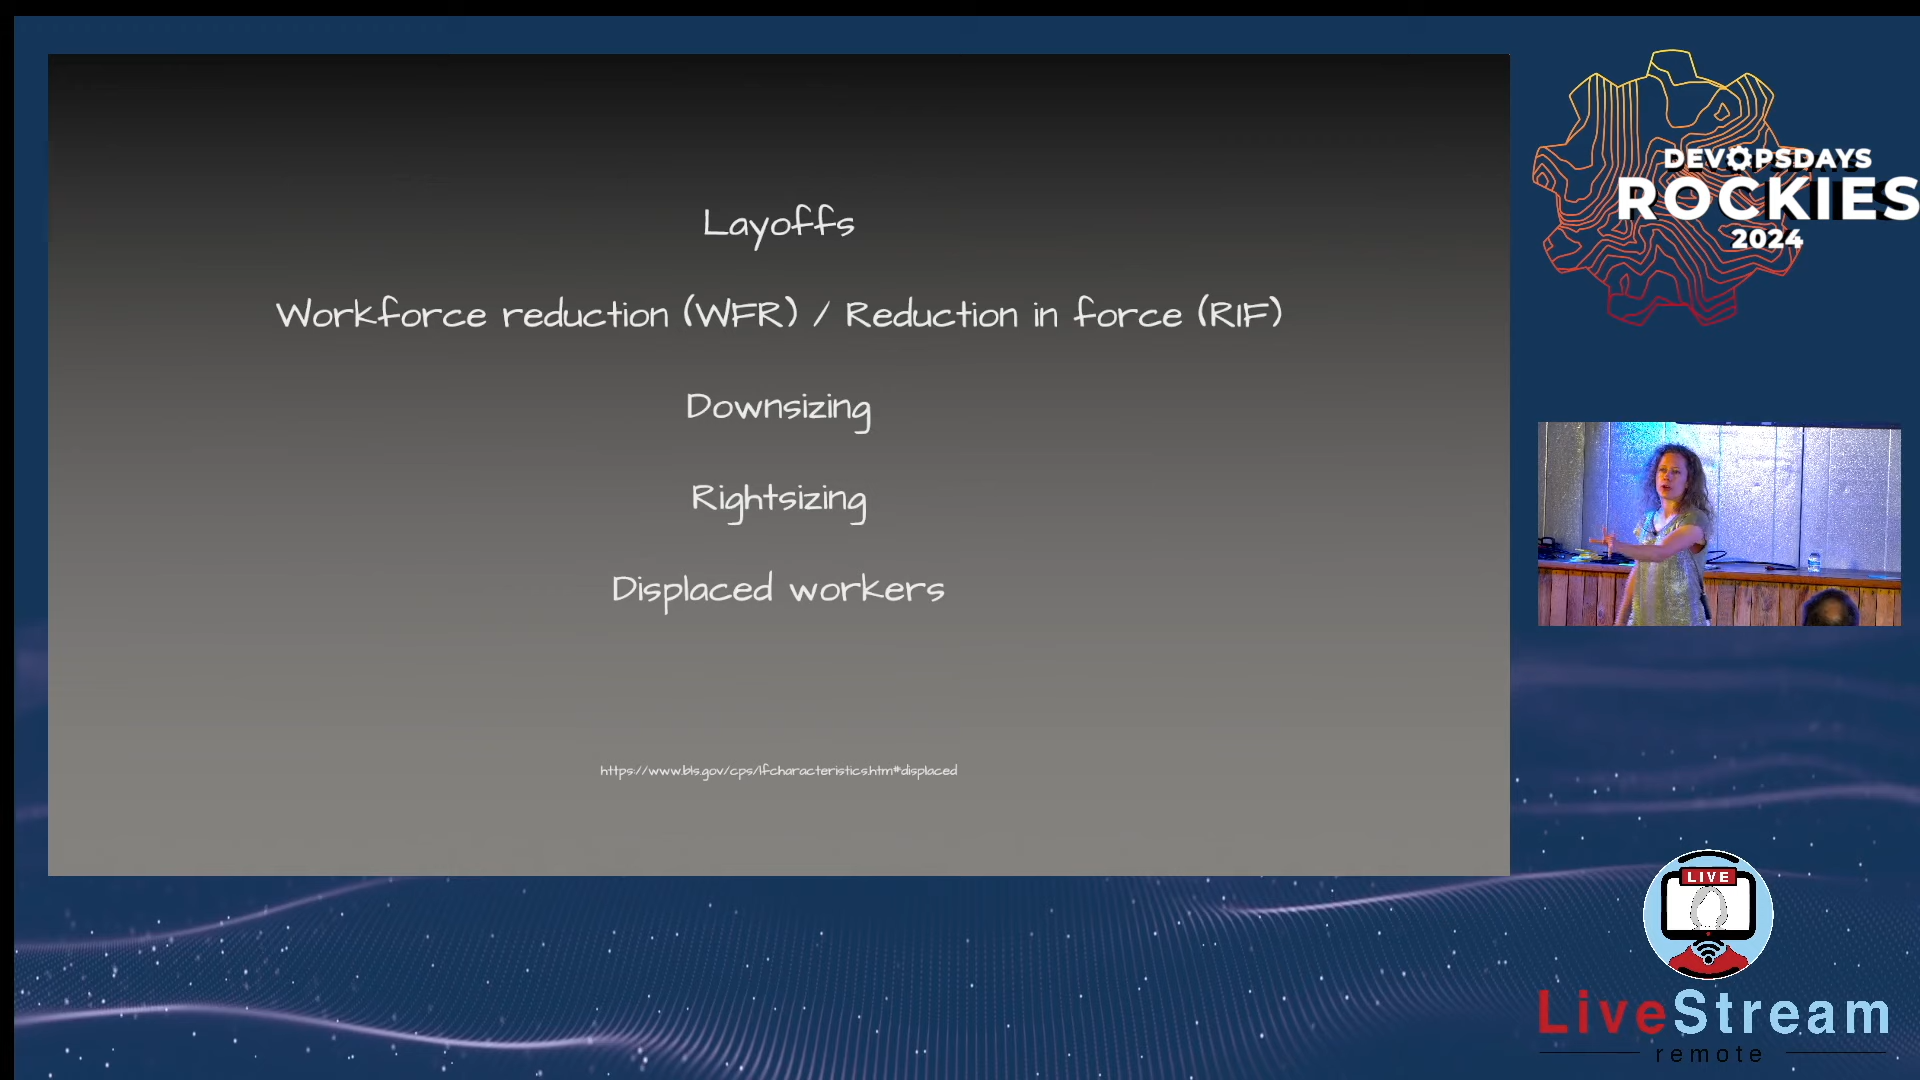 Layoffs
Workforce reduction (WFR) / Reduction in force (RIF)
Downsizing
Rightsizing
Displaced workers
https://www.bls.gov/cps/lfcharacteristics.htm#displaced
DEVOPSDAYS
ROCKIES
2024
LIVE
LiveStream
remote